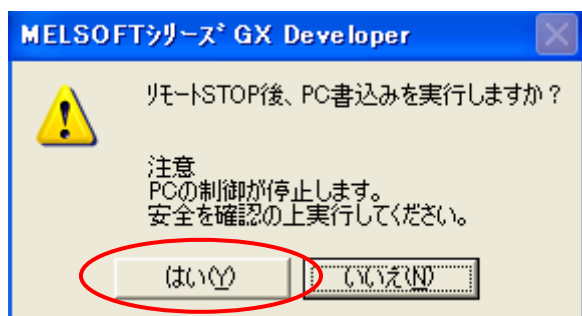 MELSOFTシリーズ GX Developer
リモートSTOP後、PC書込みを実行しますか？
注意
PCの制御が停止します。
安全を確認の上実行してください。
はい(Y)
いいえ(N)